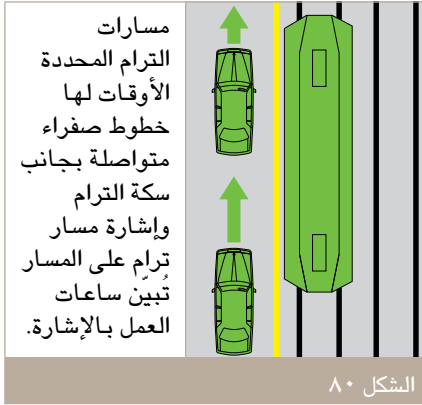 مسارات
الترام المحددة
الأوقات لها
خطوط صفراء
متواصلة بجانب
سكة الترام
وإشارة مسار
ترام على المسار
تُبيّن ساعات
العمل بالإشارة.
الشكل ٨٠